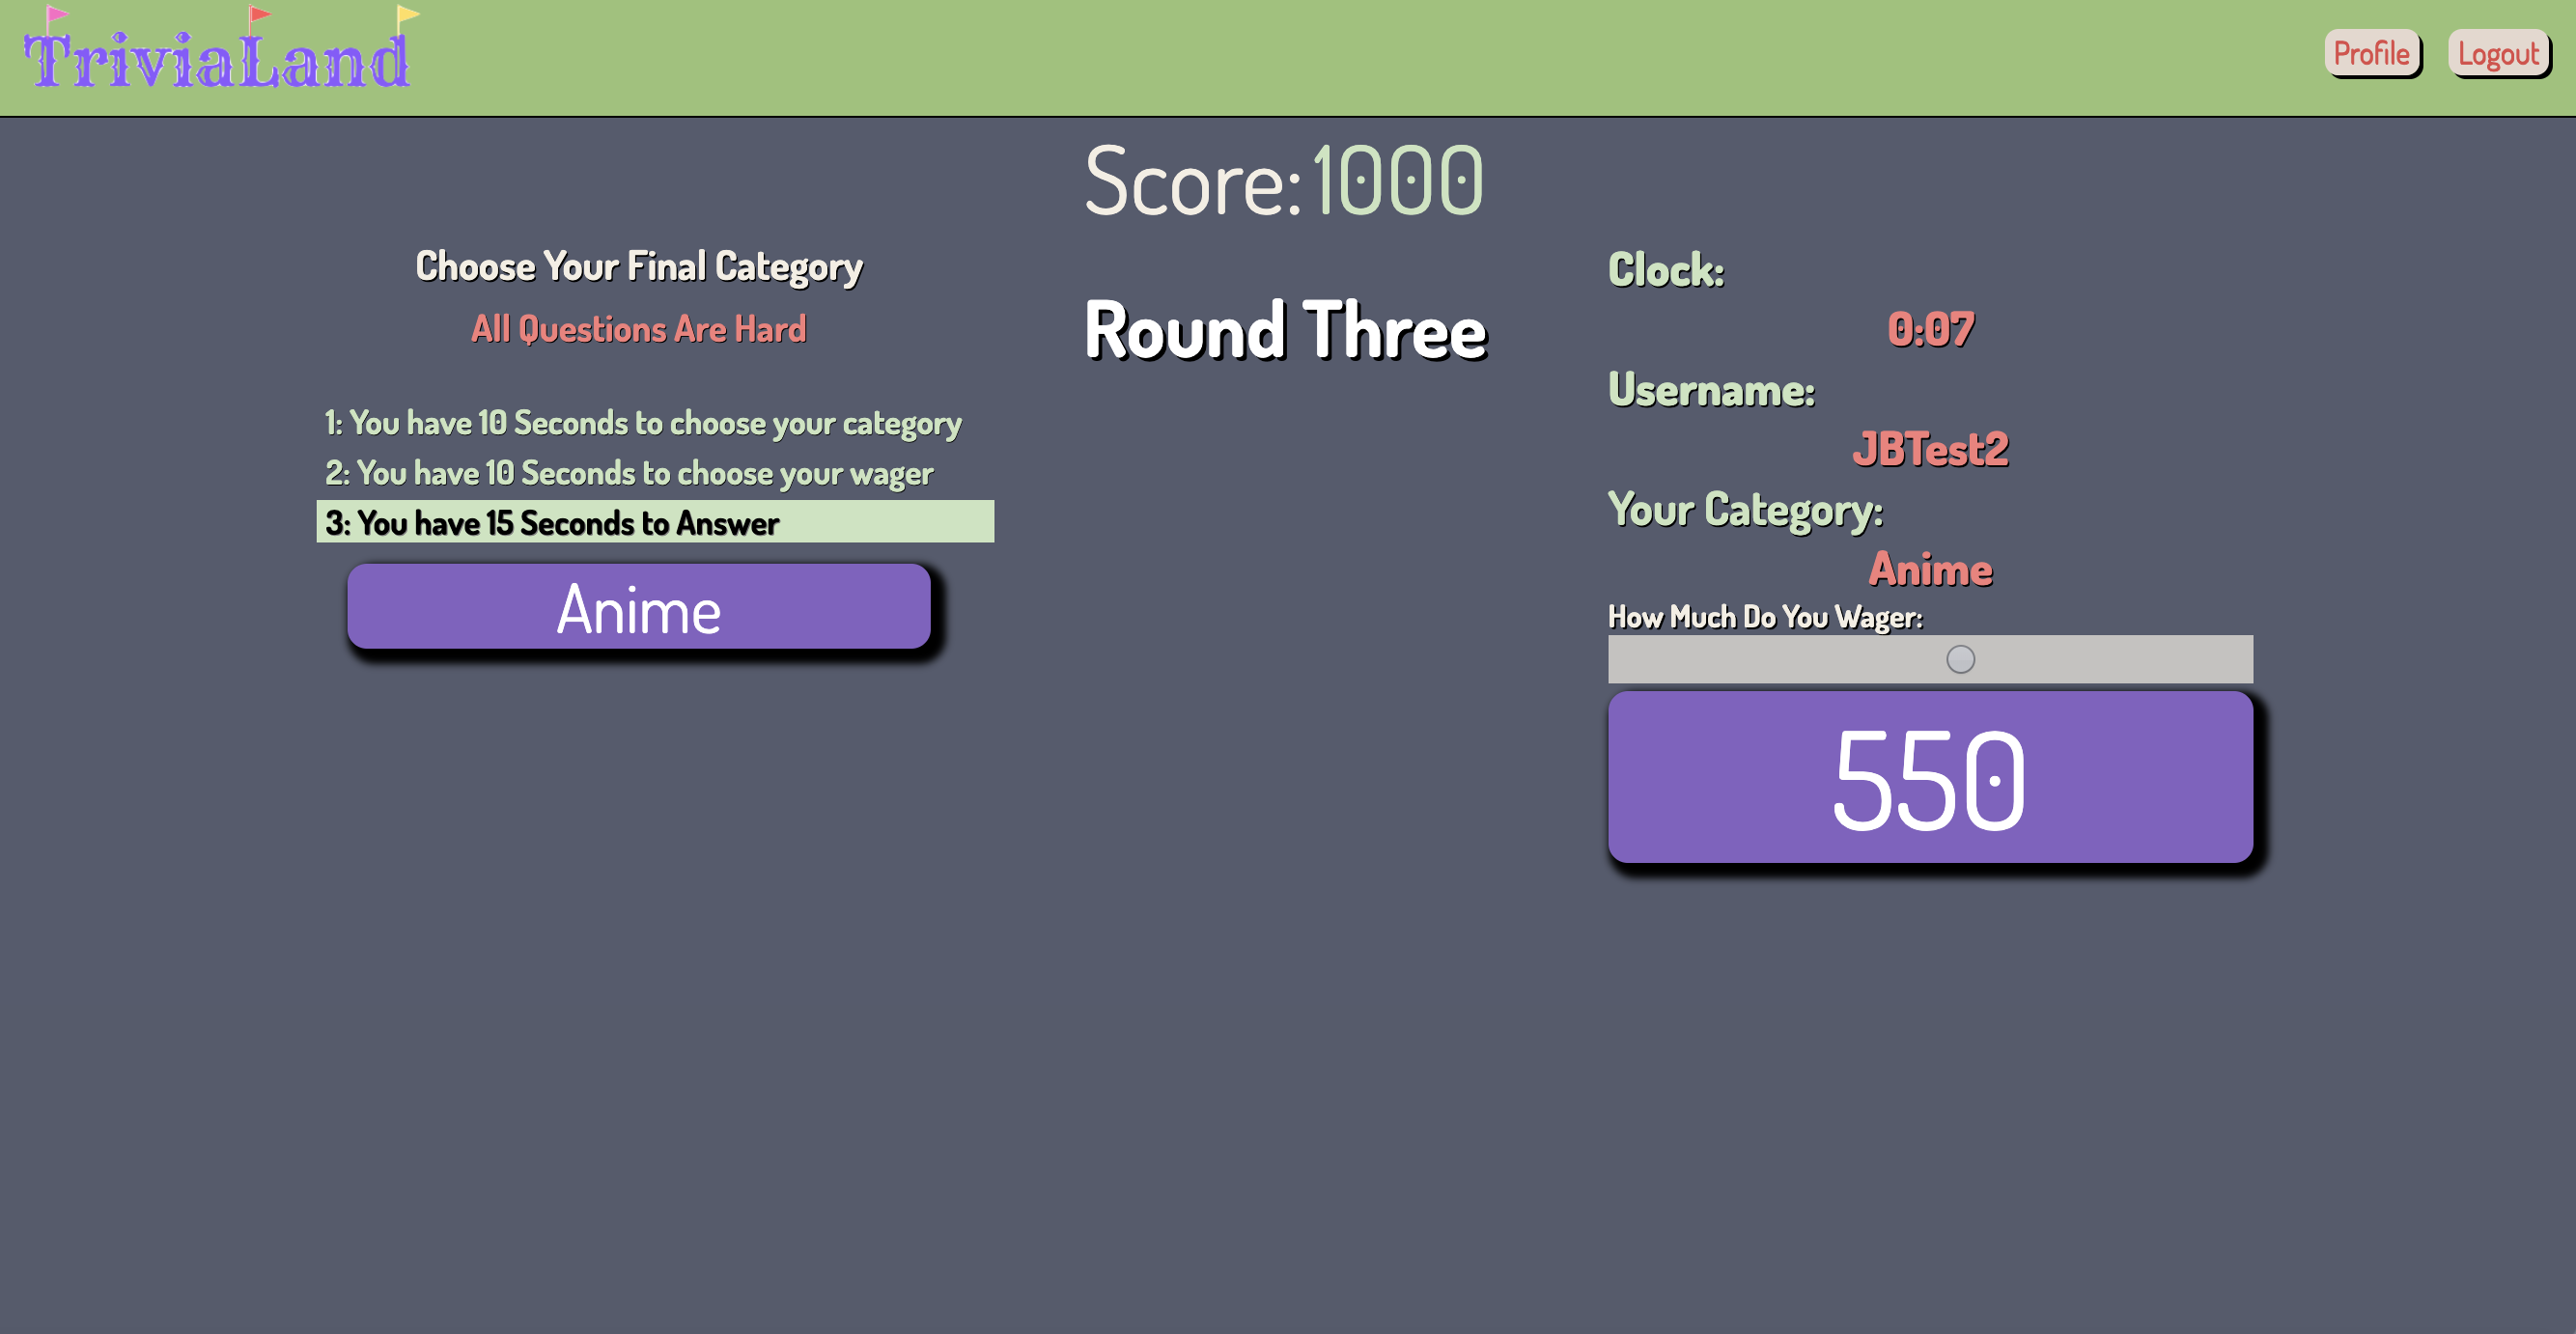 TriviaLand
Profile
Logout
Score:1000
Choose Your Final Category
All Questions Are Hard
1: You have 10 Seconds to choose your category
2: You have 10 Seconds to choose your wager
3: You have 15 Seconds to Answer
Anime
Round Three
Clock:
0:07
Username:
JBTest2
Your Category:
Anime
How Much Do You Wager:
550